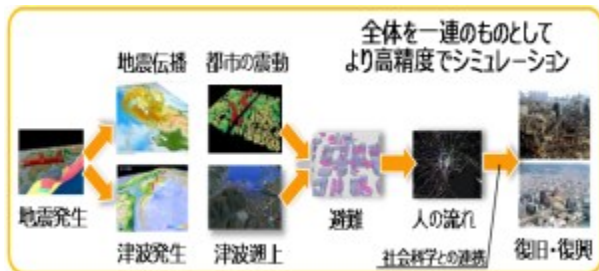 全体を一連のものとして
より高精度でシミュレーション
地震伝播
都市の震動
地震発生
津波発生
津波遡上
避難
人の流れ
社会科学との連携
復旧・復興